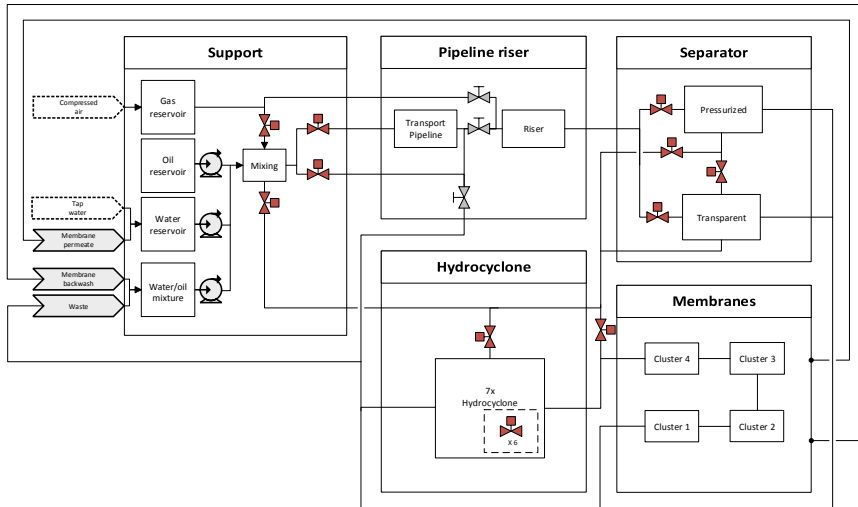 Support
Compressed
air
Gas
reservoir
Oil
reservoir
Mixing
Tap
water
Water
reservoir
Membrane
permeate
Membrane
backwash
Waste
Water/oil
mixture
Pipeline riser
Transport
Pipeline
Riser
Separator
Pressurized
Transparent
Hydrocyclone
7x
Hydrocyclone
X 6
Membranes
Cluster 4
Cluster 3
Cluster 1
Cluster 2